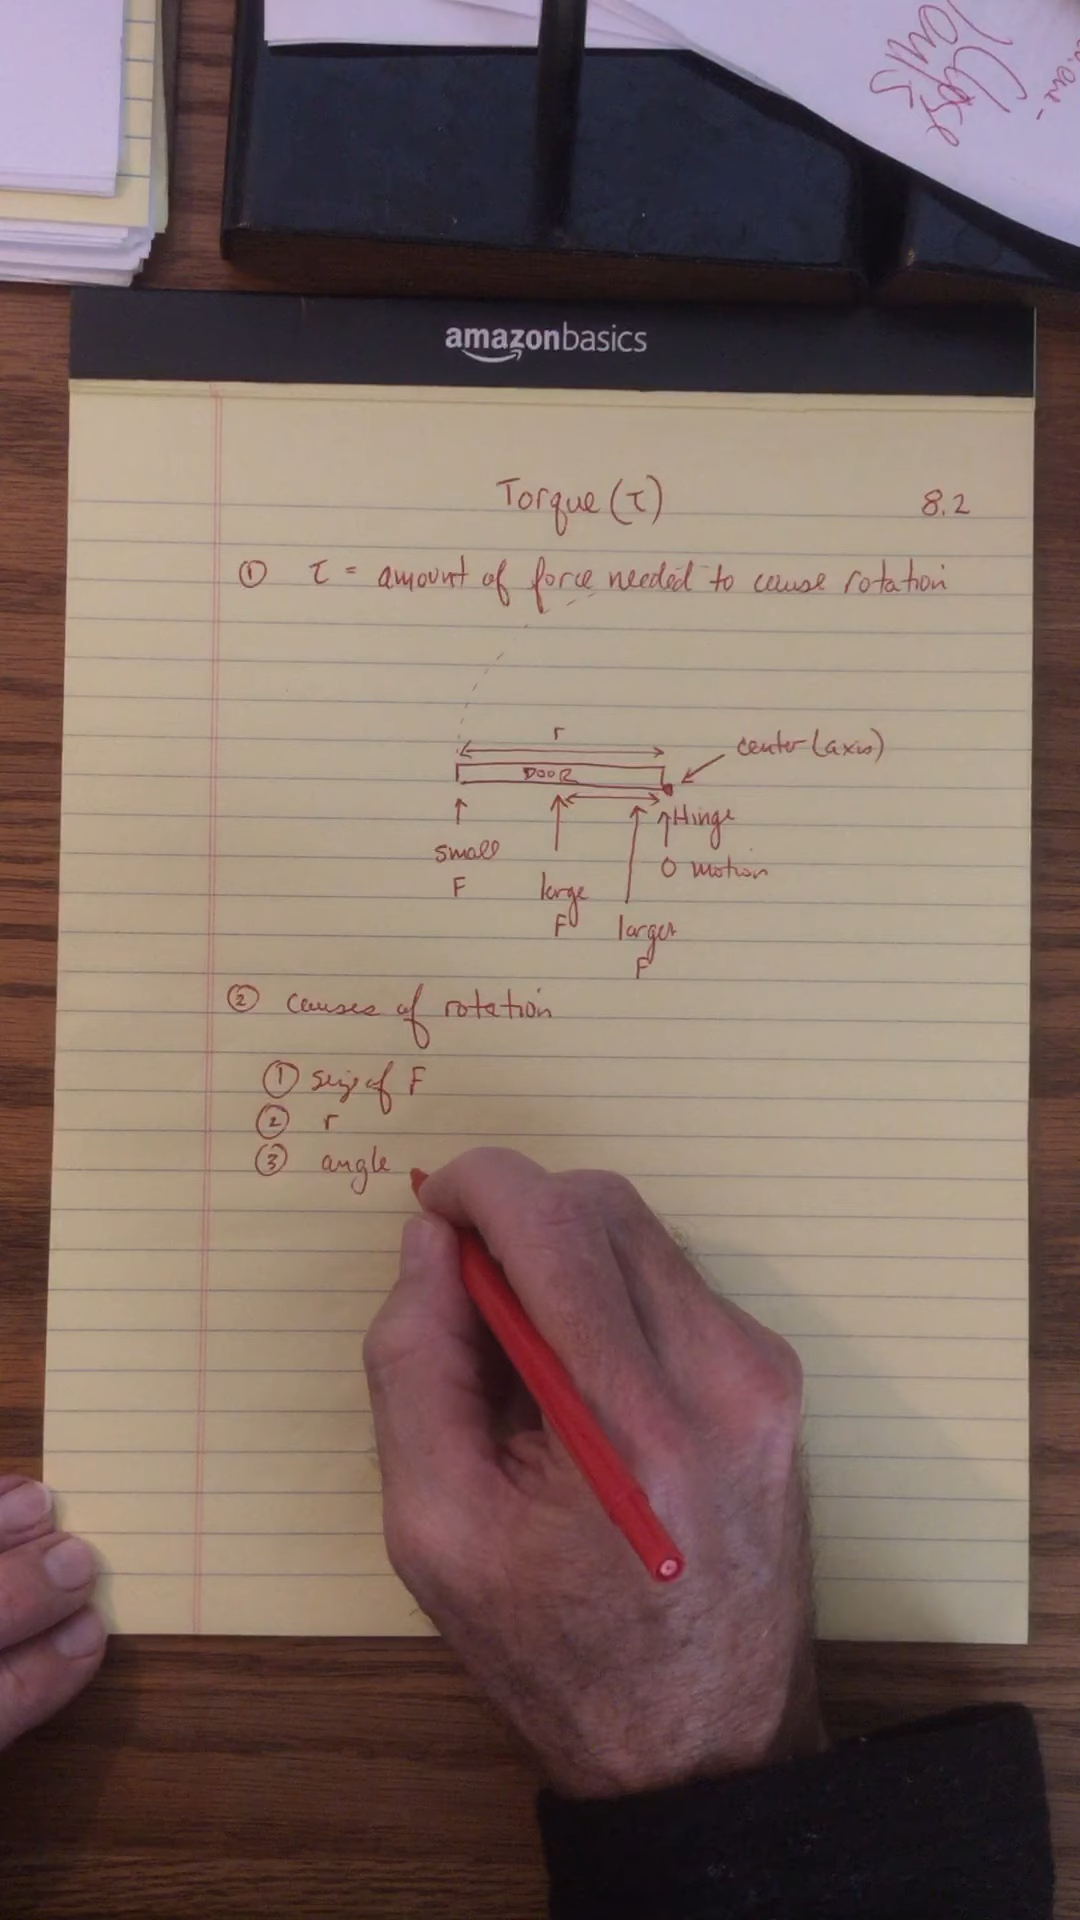 Close
amazonbasics
Torque (τ) 8.2
① τ = amount of force needed to cause rotation
r
center (axis)
DOOR
Hinge
small
F
large
F
larger
F
0 motion
② causes of rotation
① size of F
② r
③ angle